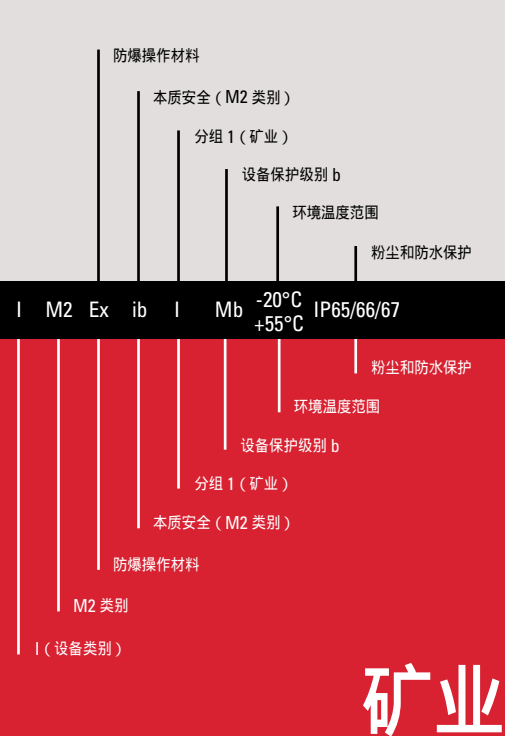 防爆操作材料
本质安全（M2 类别）
分组 1（矿业）
设备保护级别 b
环境温度范围
粉尘和防水保护
I M2 Ex ib I Mb -20°C +55°C IP65/66/67
粉尘和防水保护
环境温度范围
设备保护级别 b
分组 1（矿业）
本质安全（M2 类别）
防爆操作材料
M2 类别
I（设备类别）
矿业